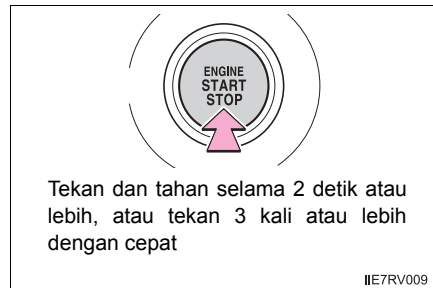 ENGINE
START
STOP
Tekan dan tahan selama 2 detik atau
lebih, atau tekan 3 kali atau lebih
dengan cepat
IIE7RV009